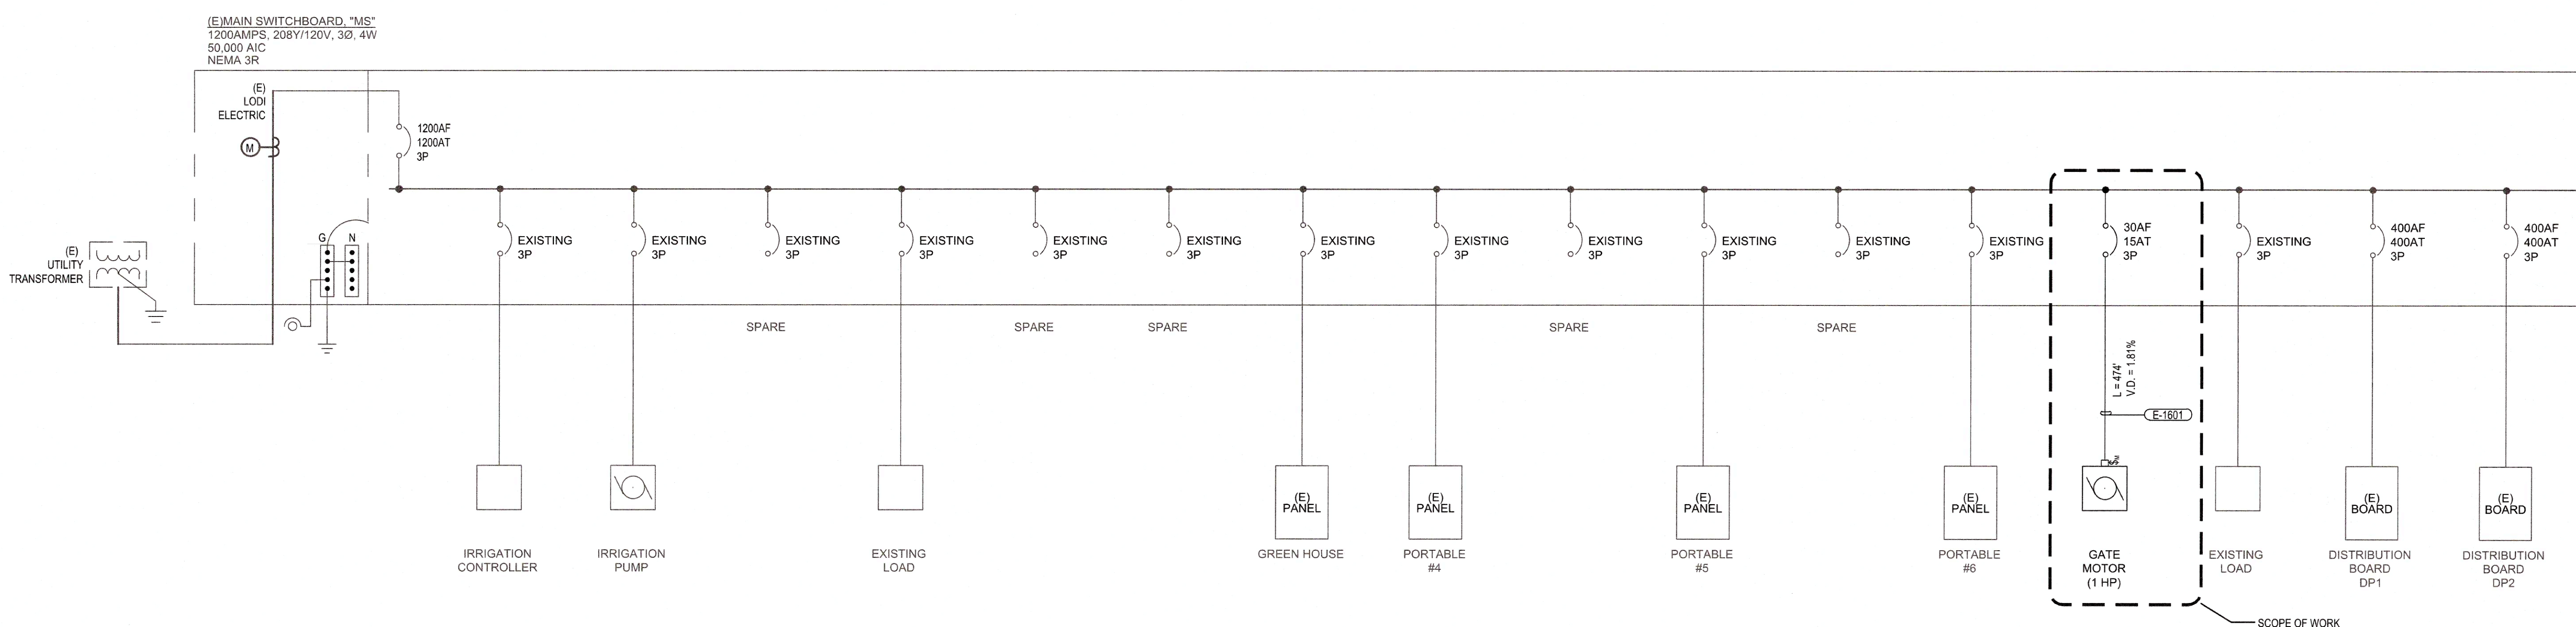 (E)MAIN SWITCHBOARD, "MS"
1200AMPS, 208Y/120V, 3Ø, 4W
50,000 AIC
NEMA 3R
(E)
LODI
ELECTRIC
M
1200AF
1200AT
3P
G N
(E)
UTILITY
TRANSFORMER
EXISTING
3P
EXISTING
3P
EXISTING
3P
EXISTING
3P
EXISTING
3P
EXISTING
3P
EXISTING
3P
EXISTING
3P
EXISTING
3P
EXISTING
3P
EXISTING
3P
EXISTING
3P
30AF
15AT
3P
EXISTING
3P
400AF
400AT
3P
400AF
400AT
3P
SPARE
SPARE
SPARE
SPARE
SPARE
L = 474'
V.D. = 1.81%
E-1601
(E)
PANEL
(E)
PANEL
(E)
PANEL
(E)
PANEL
(E)
BOARD
(E)
BOARD
IRRIGATION
CONTROLLER
IRRIGATION
PUMP
EXISTING
LOAD
GREEN HOUSE
PORTABLE
#4
PORTABLE
#5
PORTABLE
#6
GATE
MOTOR
(1 HP)
EXISTING
LOAD
DISTRIBUTION
BOARD
DP1
DISTRIBUTION
BOARD
DP2
SCOPE OF WORK